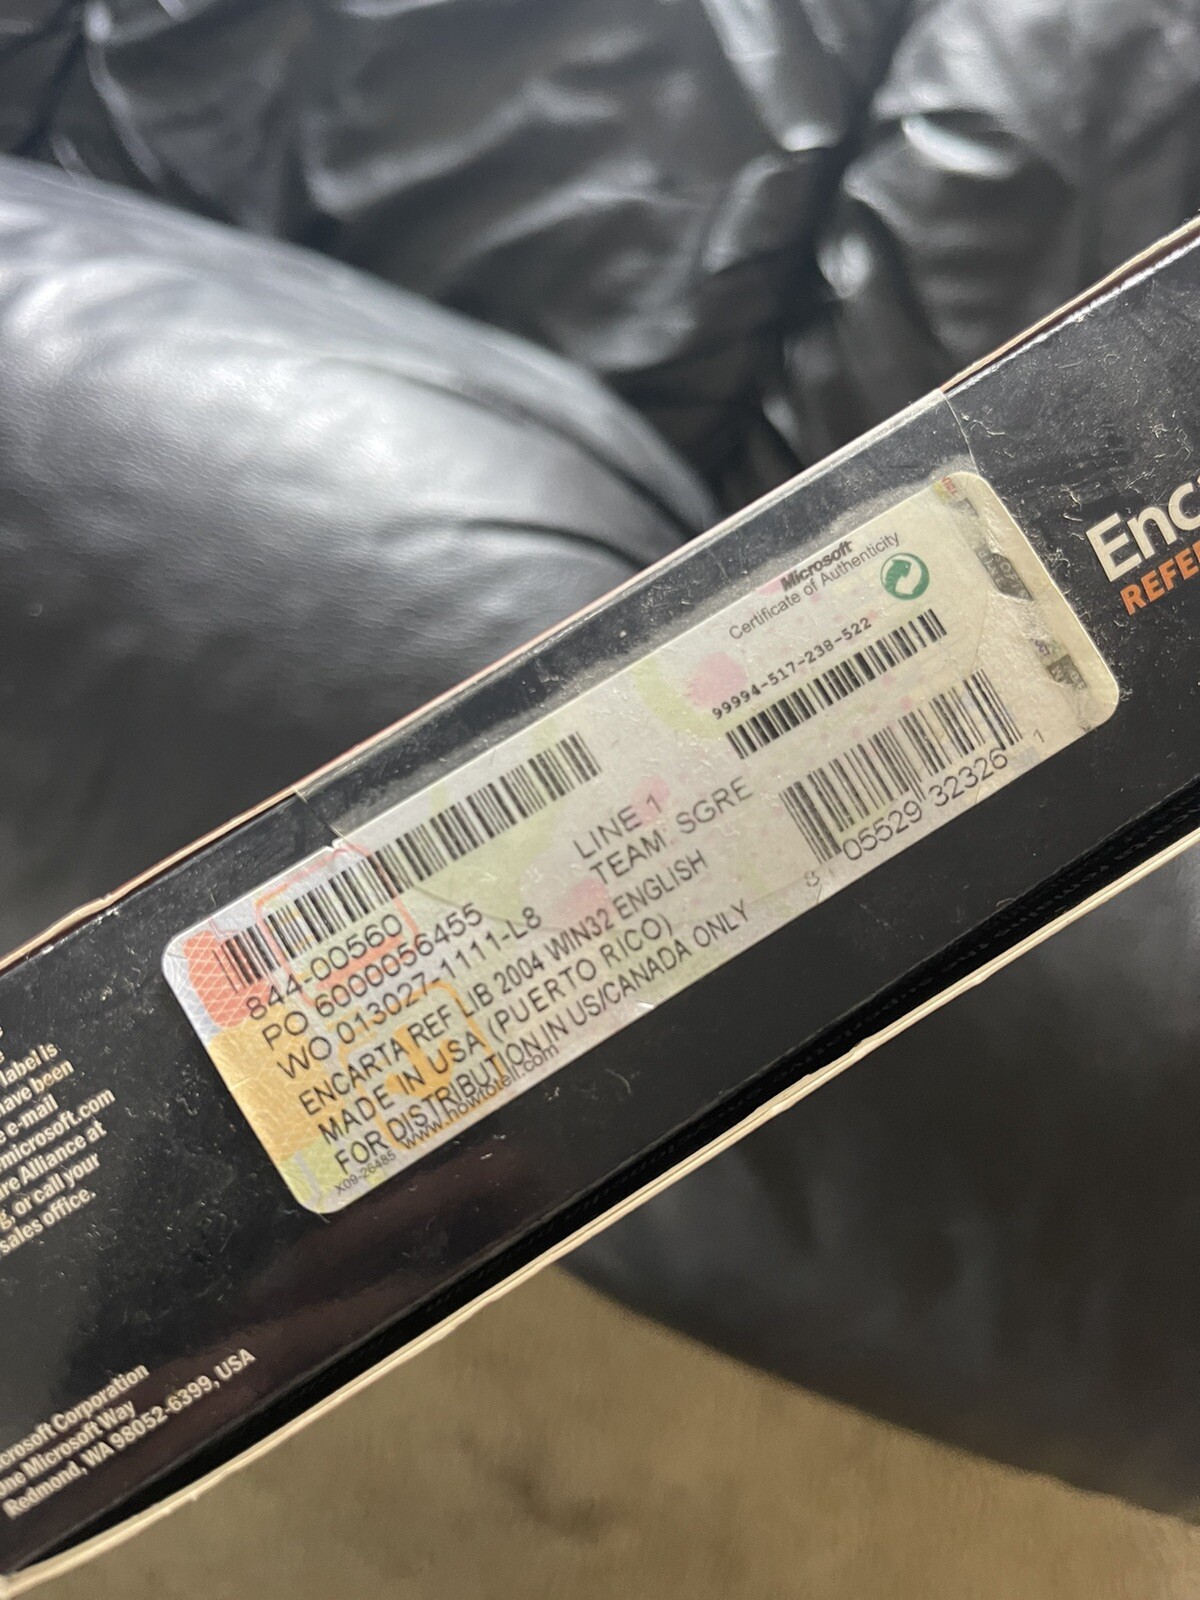 Microsoft
Certificate of Authenticity
99994-517-238-522
844-00560
PO 6000056455
WO 013027-1111-L8
LINE 1
TEAM: SGRE
ENCARTA REF LIB 2004 WIN32 ENGLISH
MADE IN USA (PUERTO RICO)
FOR DISTRIBUTION IN US/CANADA ONLY
X09-26485 www.howtotell.com
8 05529 32326 1
Enc
REFE
label is
have been
e-mail
microsoft.com
Alliance at
or call your
sales office.
crosoft Corporation
One Microsoft Way
Redmond, WA 98052-6399, USA